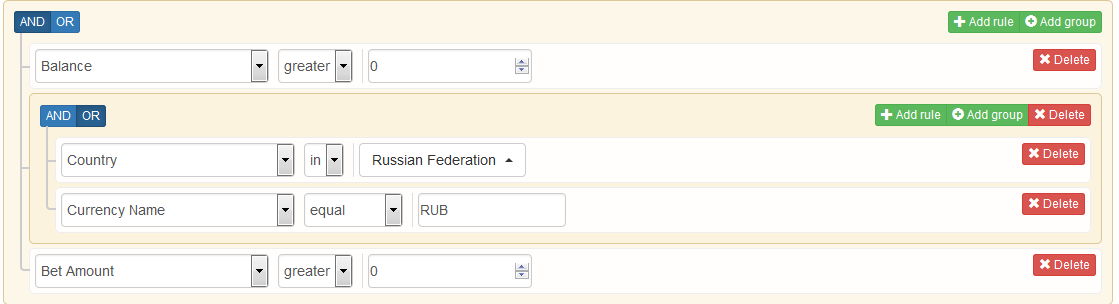 AND OR Add rule Add group
Balance greater 0 Delete
AND OR Add rule Add group Delete
Country in Russian Federation Delete
Currency Name equal RUB Delete
Bet Amount greater 0 Delete